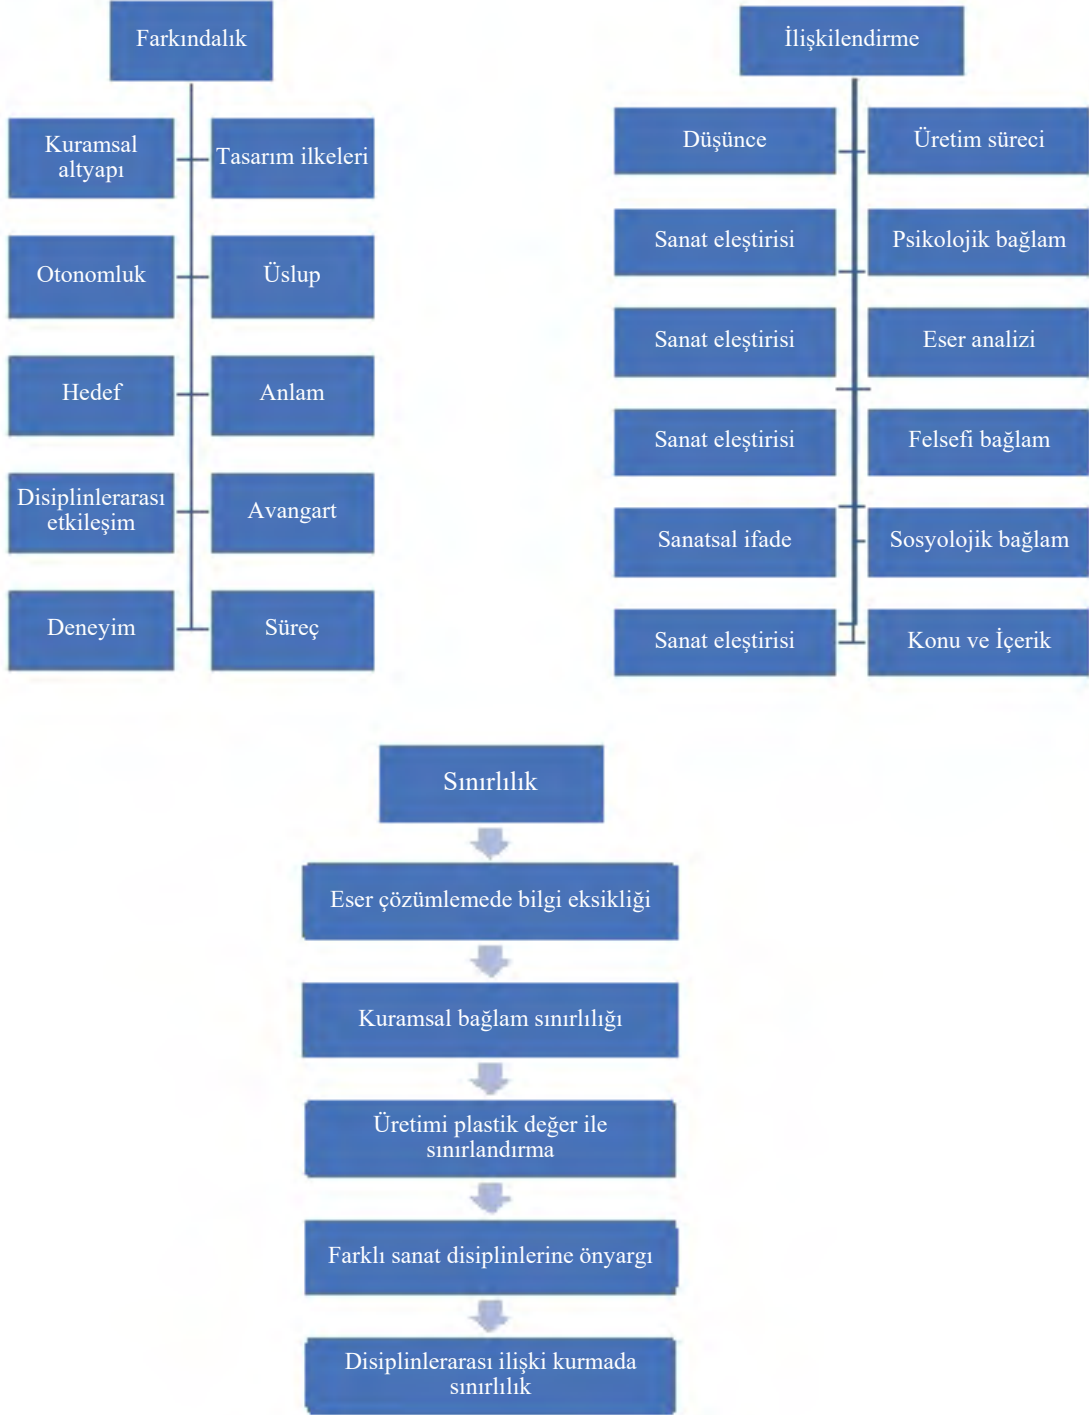 Farkındalık
Kuramsal
altyapı
Tasarım ilkeleri
Otonomluk
Üslup
Hedef
Anlam
Disiplinlerarası
etkileşim
Avangart
Deneyim
Süreç
İlişkilendirme
Düşünce
Üretim süreci
Sanat eleştirisi
Psikolojik bağlam
Sanat eleştirisi
Eser analizi
Sanat eleştirisi
Felsefi bağlam
Sanatsal ifade
Sosyolojik bağlam
Sanat eleştirisi
Konu ve İçerik
Sınırlılık
Eser çözümlemede bilgi eksikliği
Kuramsal bağlam sınırlılığı
Üretimi plastik değer ile
sınırlandırma
Farklı sanat disiplinlerine önyargı
Disiplinlerarası ilişki kurmada
sınırlılık